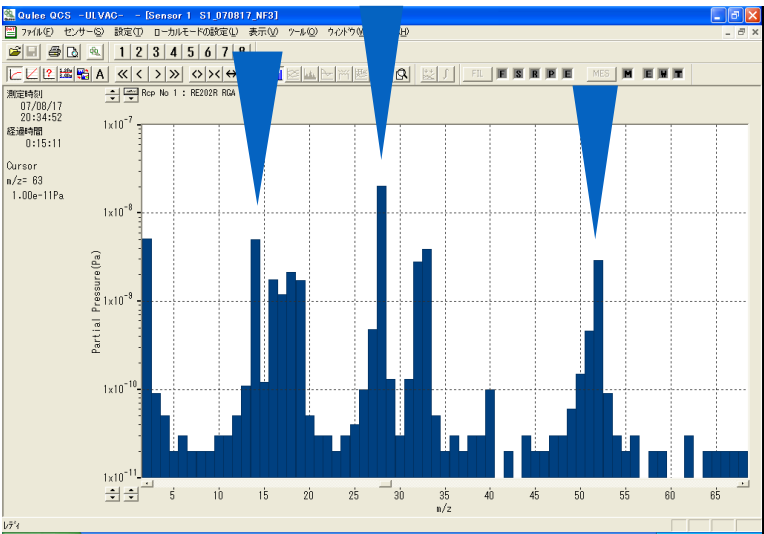 Qulee QCS -ULVAC- - [Sensor 1 S1_070817_NF3]
ファイル(F) センサー(S) 設定(T) ローカルモードの設定(L) 表示(V) ツール(O)
1 2 3 4 5 6 7 8
A FIL F S R P E MES M E W T
測定時刻
07/08/17
20:34:52
経過時間
0:15:11
Cursor
m/z= 63
1.00e-11Pa
Rcp No 1 : RE202R RGA
Partial Pressure(Pa)
1x10-7
1x10-8
1x10-9
1x10-10
1x10-11
5 10 15 20 25 30 35 40 45 50 55 60 65
m/z
レディ